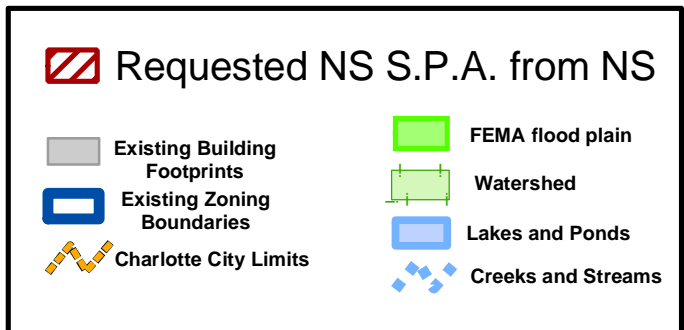 Requested NS S.P.A. from NS
Existing Building
Footprints
Existing Zoning
Boundaries
Charlotte City Limits
FEMA flood plain
Watershed
Lakes and Ponds
Creeks and Streams